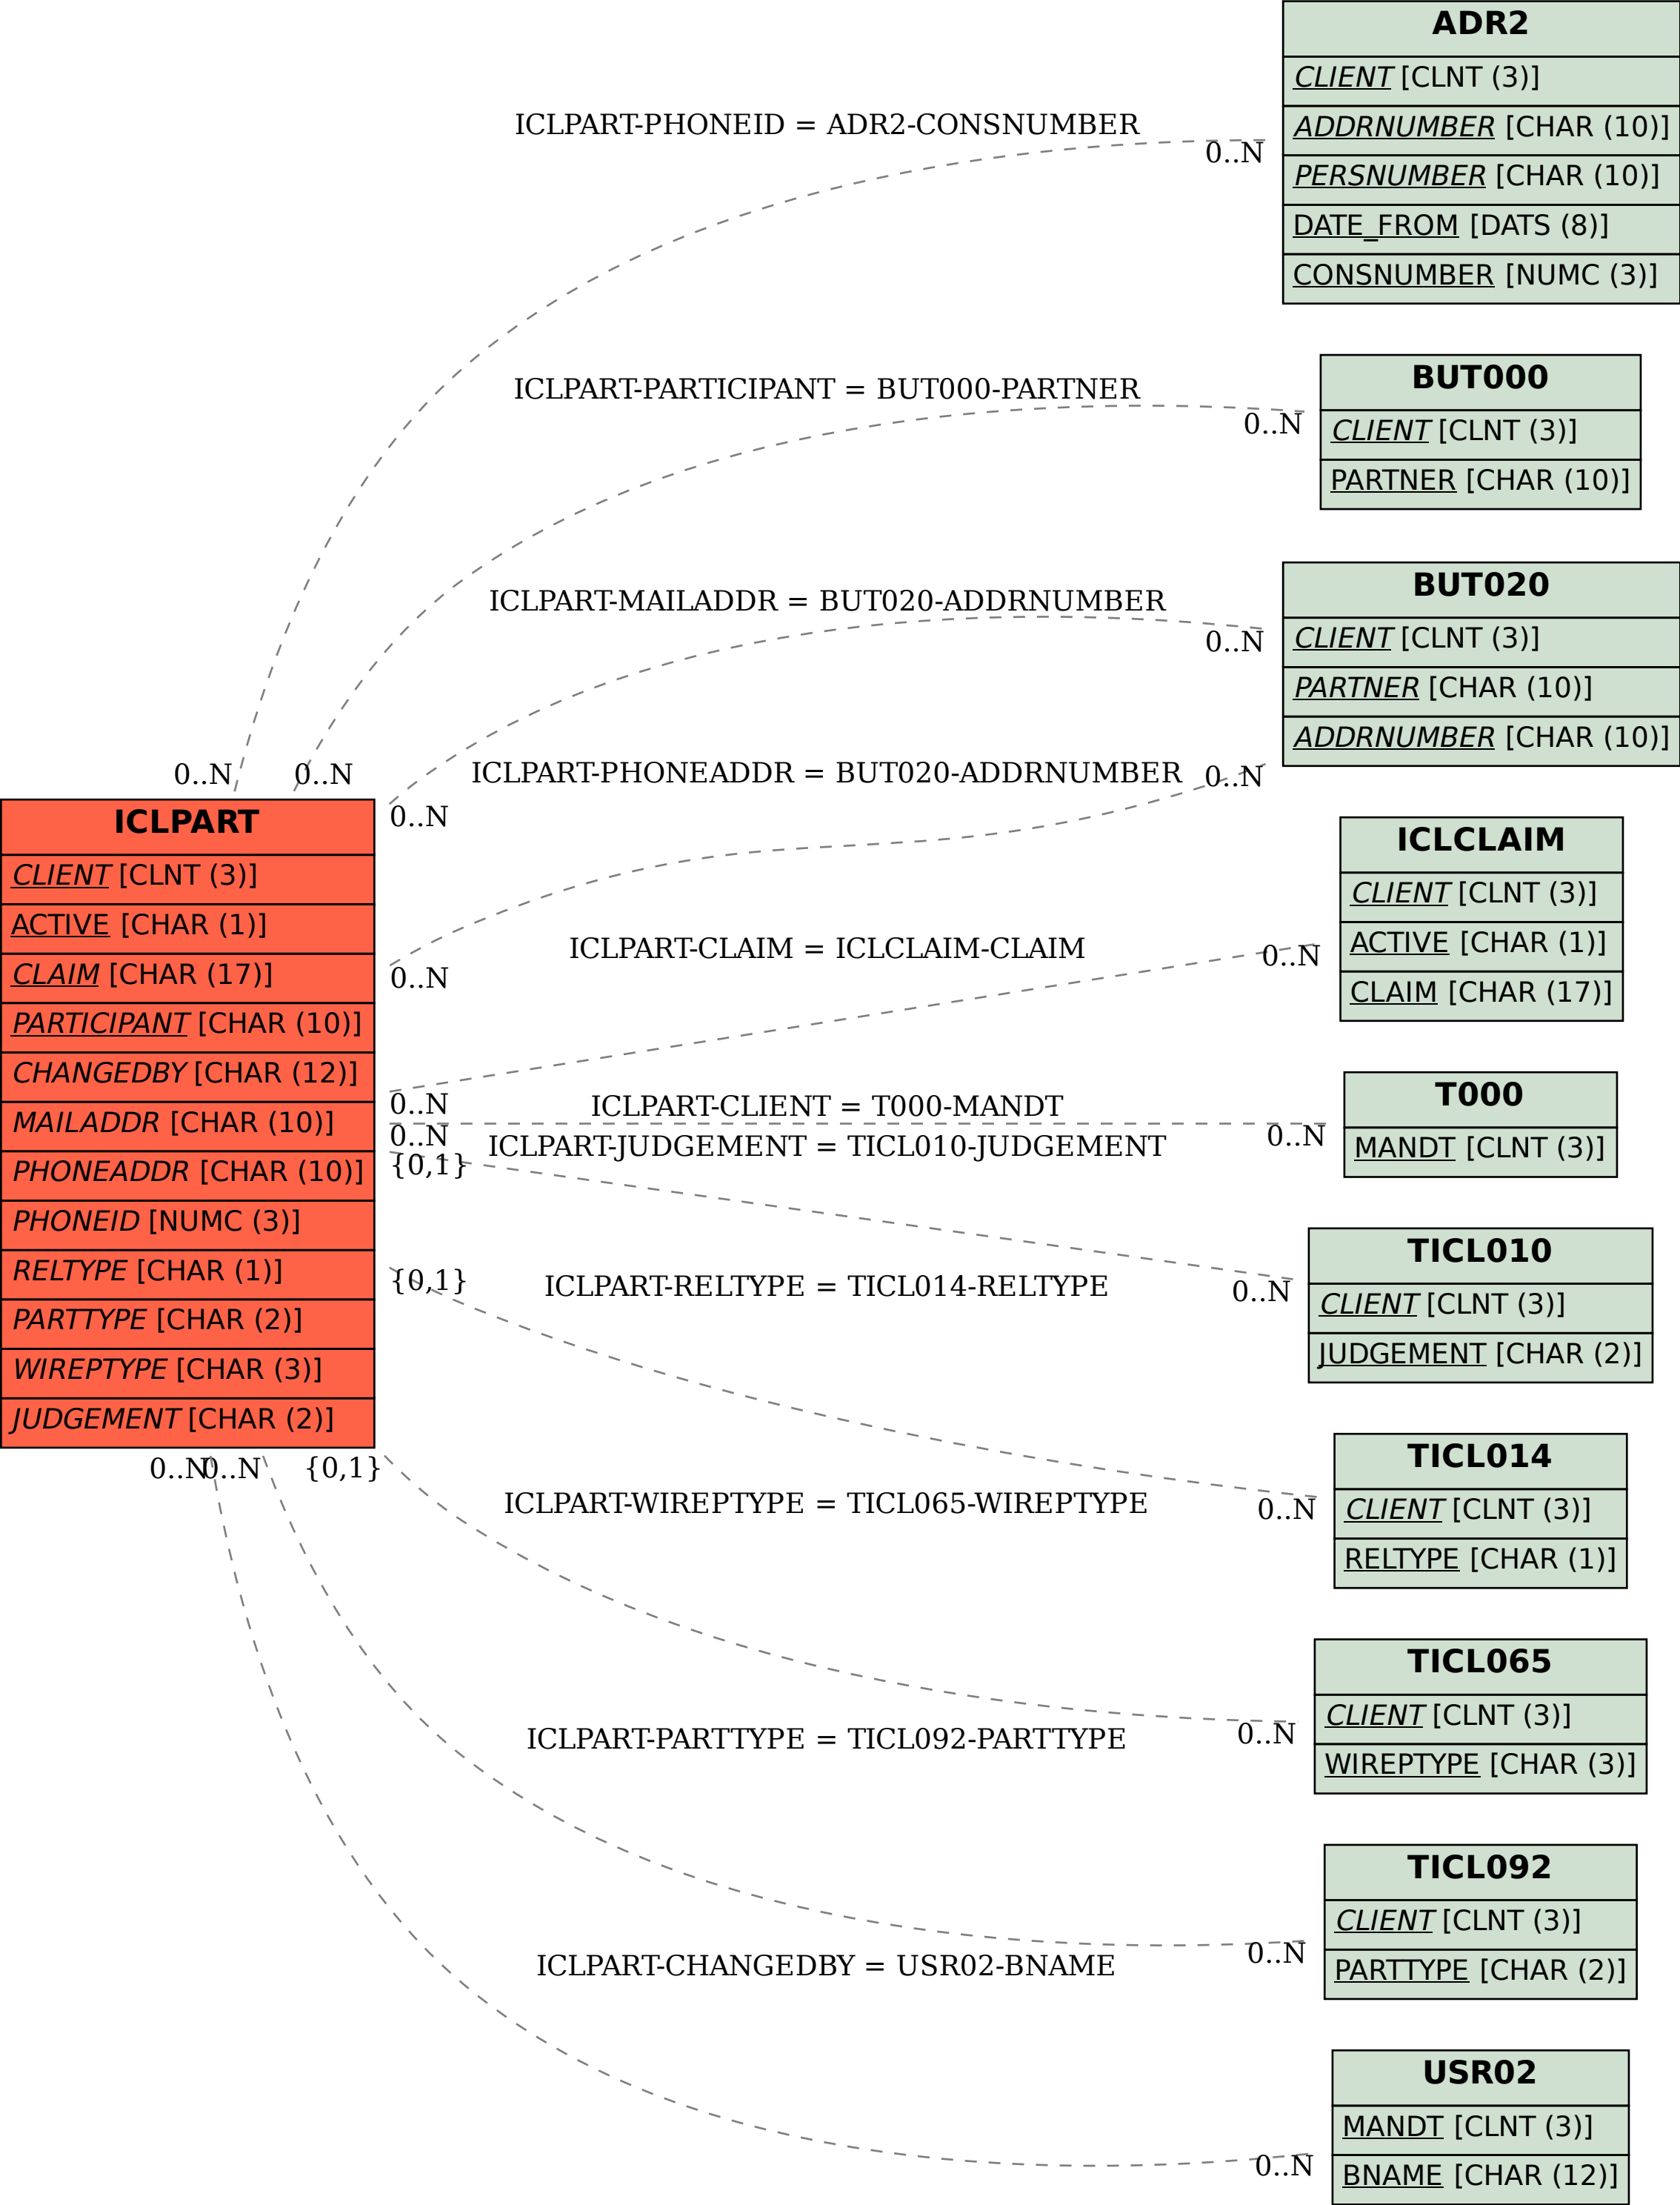 ADR2
CLIENT [CLNT (3)]
ADDRNUMBER [CHAR (10)]
PERSNUMBER [CHAR (10)]
DATE_FROM [DATS (8)]
CONSNUMBER [NUMC (3)]
ICLPART-PHONEID = ADR2-CONSNUMBER
0..N
BUT000
CLIENT [CLNT (3)]
PARTNER [CHAR (10)]
ICLPART-PARTICIPANT = BUT000-PARTNER
0..N
BUT020
CLIENT [CLNT (3)]
PARTNER [CHAR (10)]
ADDRNUMBER [CHAR (10)]
ICLPART-MAILADDR = BUT020-ADDRNUMBER
0..N
ICLPART-PHONEADDR = BUT020-ADDRNUMBER
0..N
0..N
0..N
0..N
0..N
ICLPART
CLIENT [CLNT (3)]
ACTIVE [CHAR (1)]
CLAIM [CHAR (17)]
PARTICIPANT [CHAR (10)]
CHANGEDBY [CHAR (12)]
MAILADDR [CHAR (10)]
PHONEADDR [CHAR (10)]
PHONEID [NUMC (3)]
RELTYPE [CHAR (1)]
PARTTYPE [CHAR (2)]
WIREPTYPE [CHAR (3)]
JUDGEMENT [CHAR (2)]
ICLCLAIM
CLIENT [CLNT (3)]
ACTIVE [CHAR (1)]
CLAIM [CHAR (17)]
ICLPART-CLAIM = ICLCLAIM-CLAIM
0..N
0..N
T000
MANDT [CLNT (3)]
ICLPART-CLIENT = T000-MANDT
0..N
0..N
ICLPART-JUDGEMENT = TICL010-JUDGEMENT
{0,1}
0..N
TICL010
CLIENT [CLNT (3)]
JUDGEMENT [CHAR (2)]
{0,1}
ICLPART-RELTYPE = TICL014-RELTYPE
0..N
TICL014
CLIENT [CLNT (3)]
RELTYPE [CHAR (1)]
0..N
0..N
{0,1}
ICLPART-WIREPTYPE = TICL065-WIREPTYPE
0..N
TICL065
CLIENT [CLNT (3)]
WIREPTYPE [CHAR (3)]
ICLPART-PARTTYPE = TICL092-PARTTYPE
0..N
TICL092
CLIENT [CLNT (3)]
PARTTYPE [CHAR (2)]
ICLPART-CHANGEDBY = USR02-BNAME
0..N
USR02
MANDT [CLNT (3)]
BNAME [CHAR (12)]